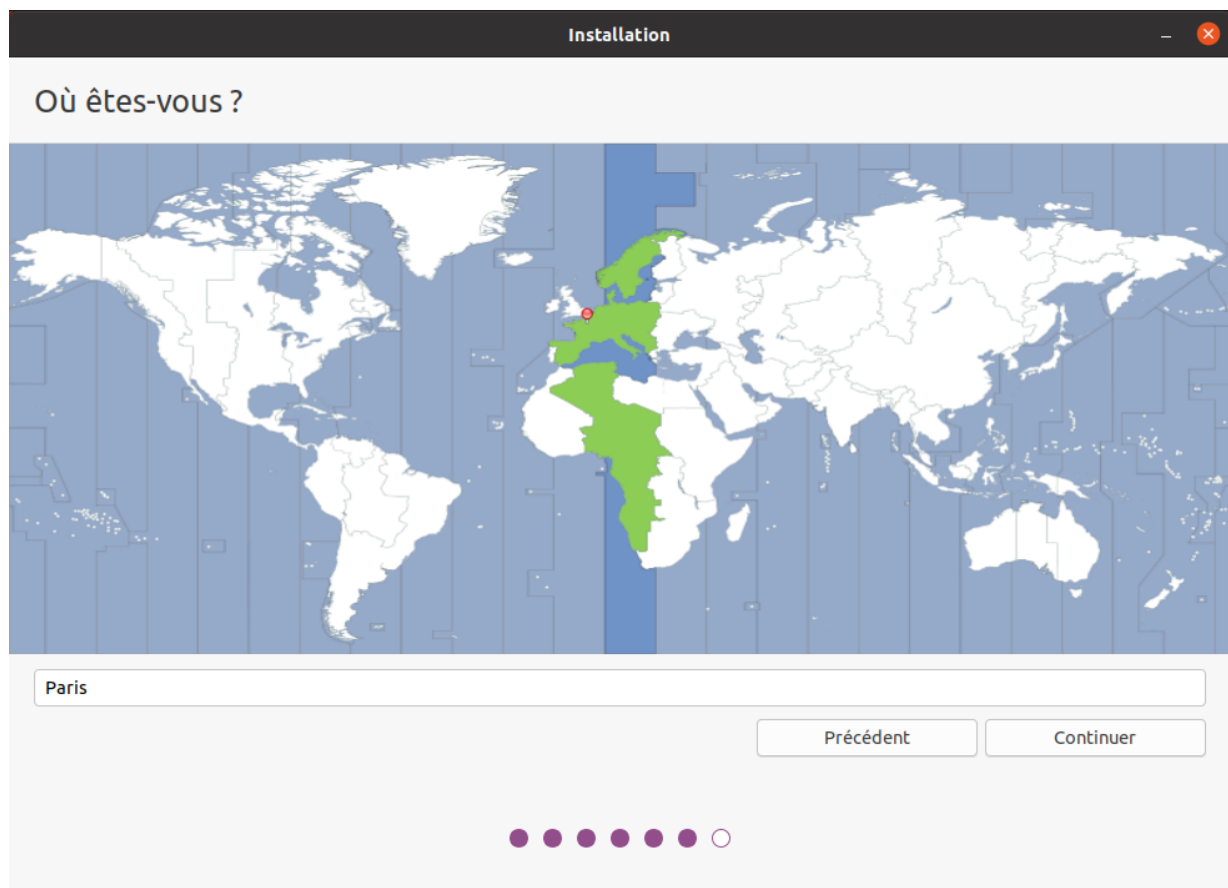 Installation
Où êtes-vous ?
Paris
Précédent
Continuer